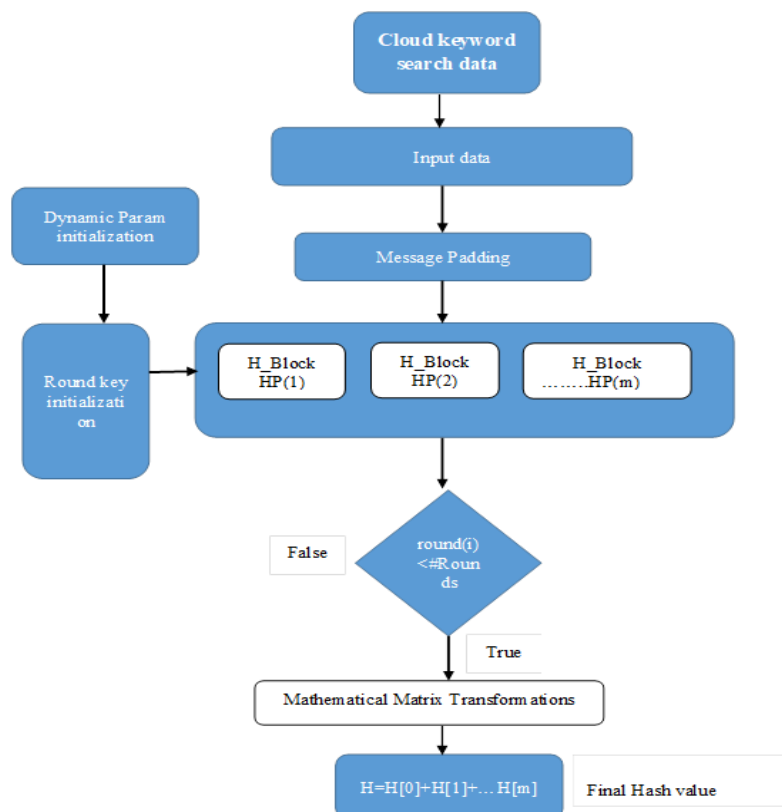 Cloud keyword
search data
Input data
Dynamic Param
initialization
Message Padding
Round key
initializati
on
H_Block
HP(1)
H_Block
HP(2)
H_Block
……..HP(m)
False
round(i)
<#Roun
ds
True
Mathematical Matrix Transformations
H=H[0]+H[1]+… H[m]
Final Hash value